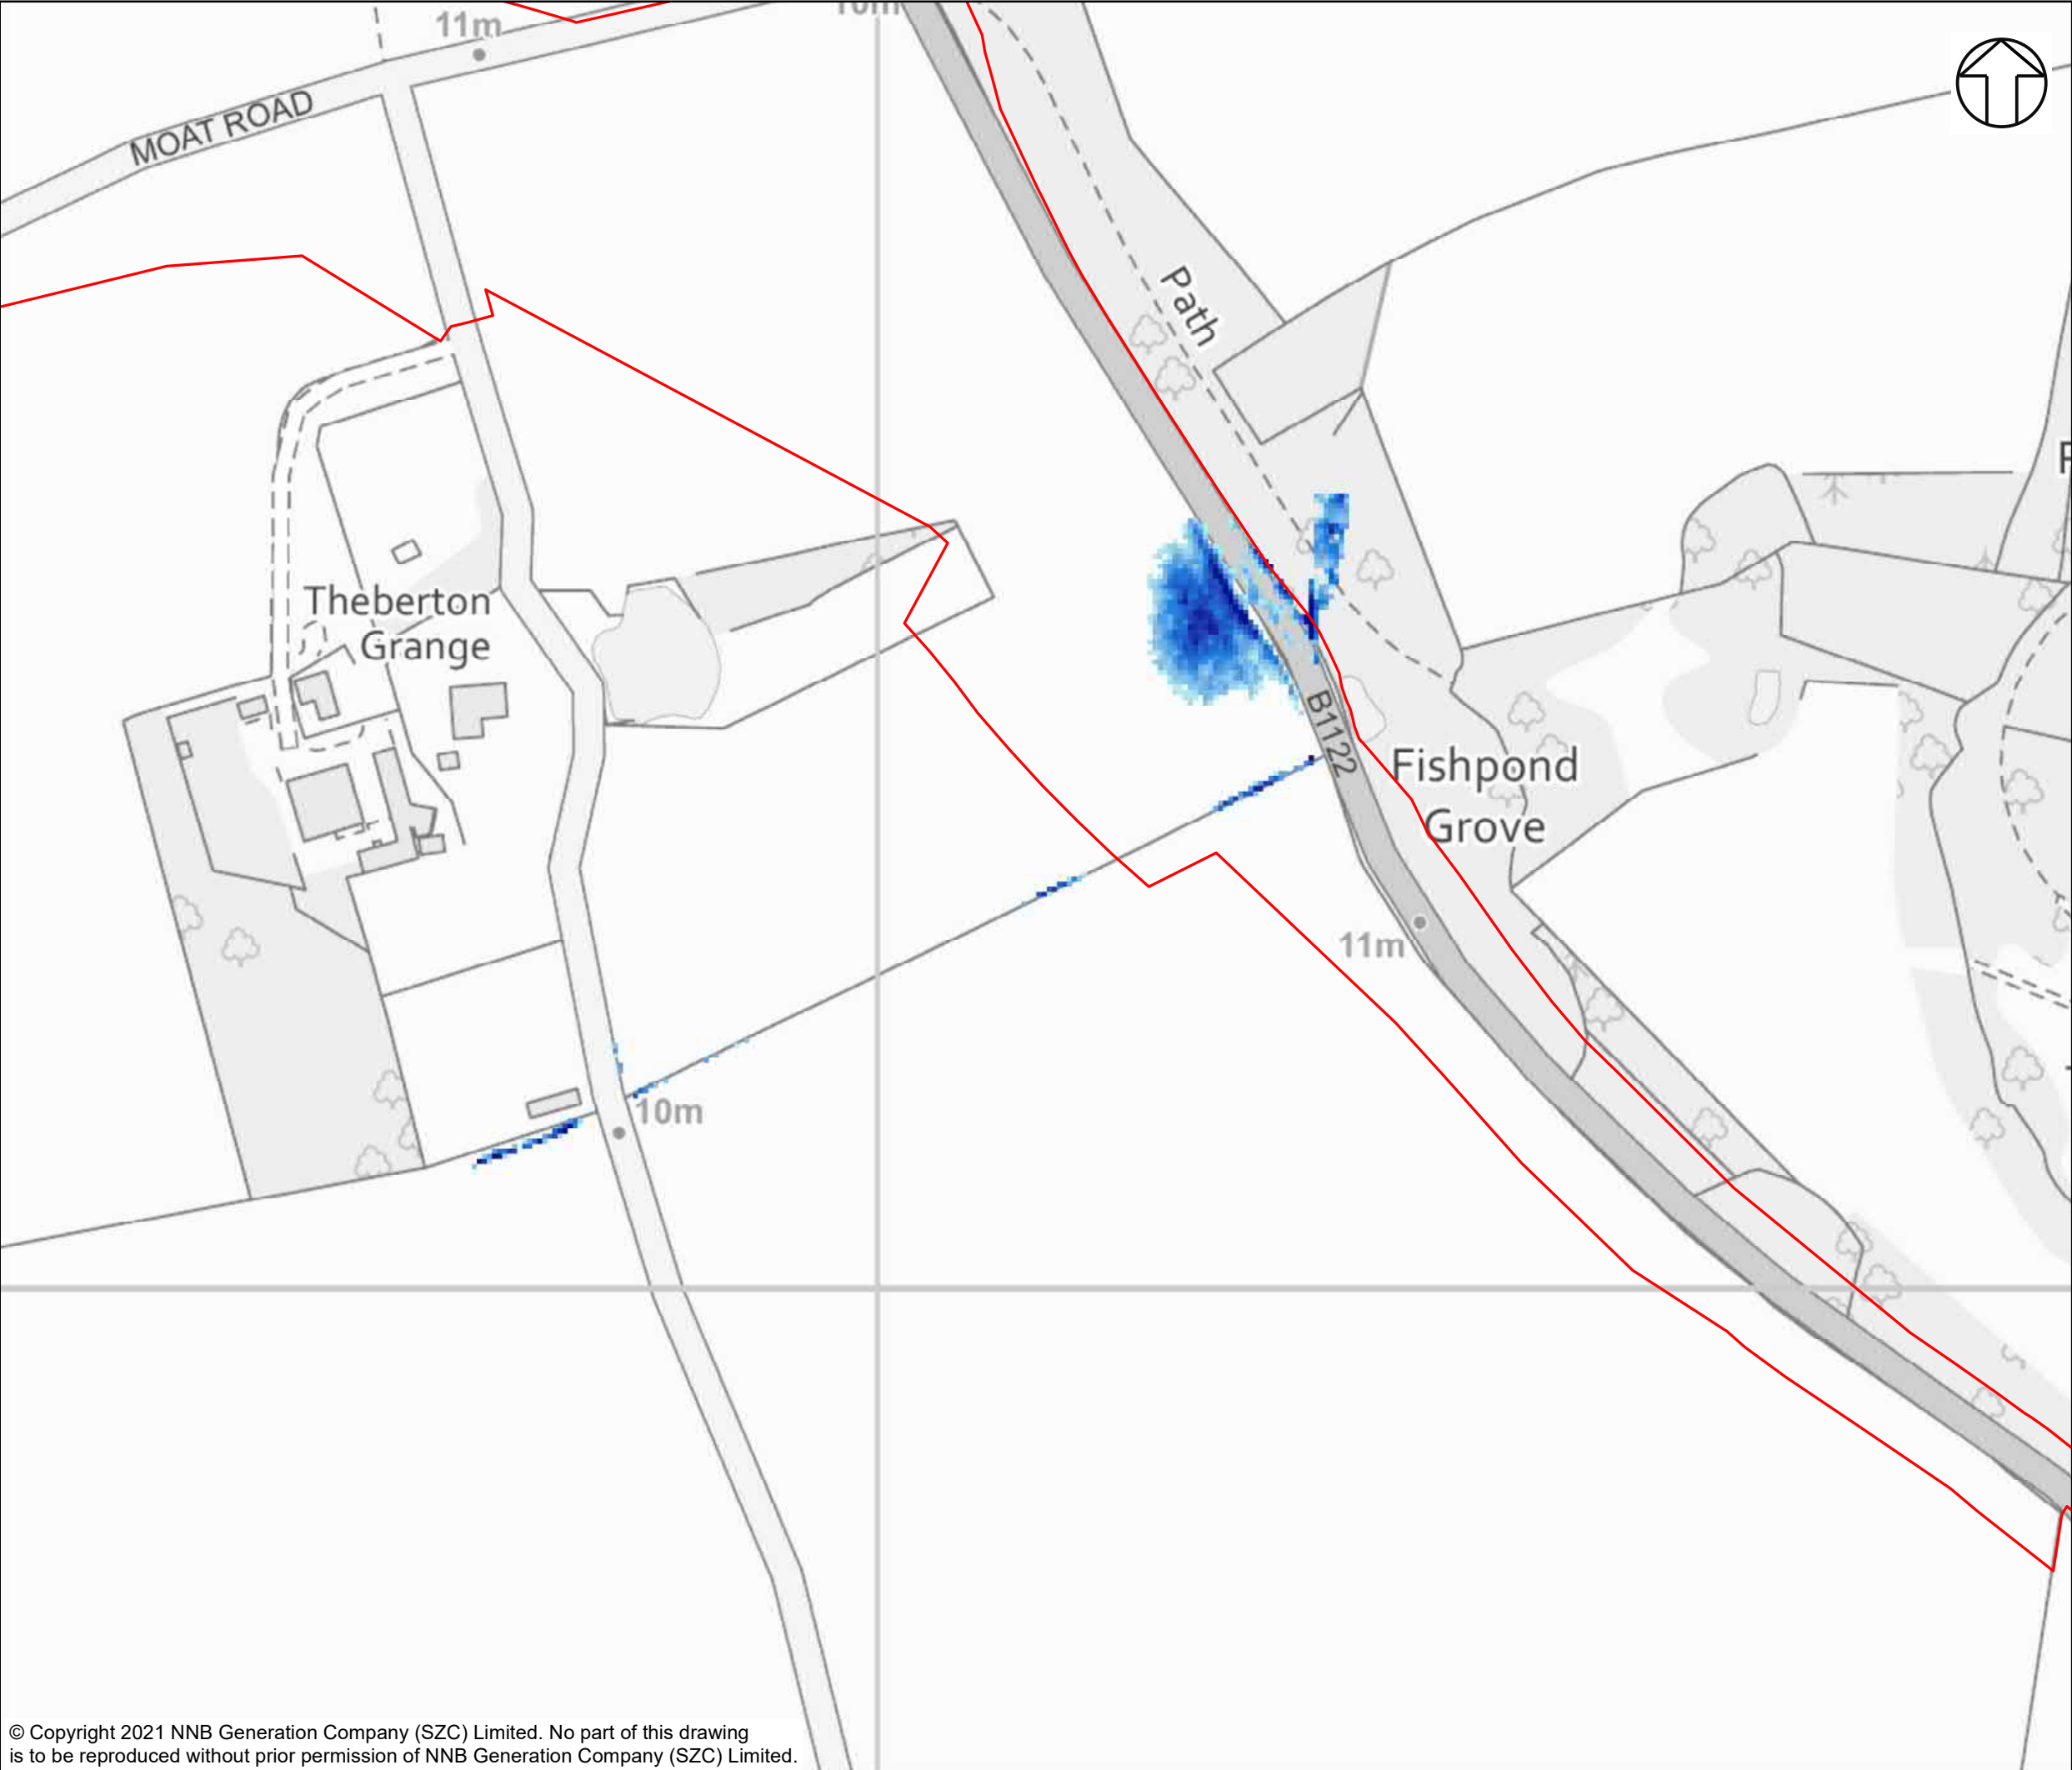 11m
MOAT ROAD
Path
Theberton
Grange
B1122
Fishpond
Grove
11m
10m
© Copyright 2021 NNB Generation Company (SZC) Limited. No part of this drawing
is to be reproduced without prior permission of NNB Generation Company (SZC) Limited.